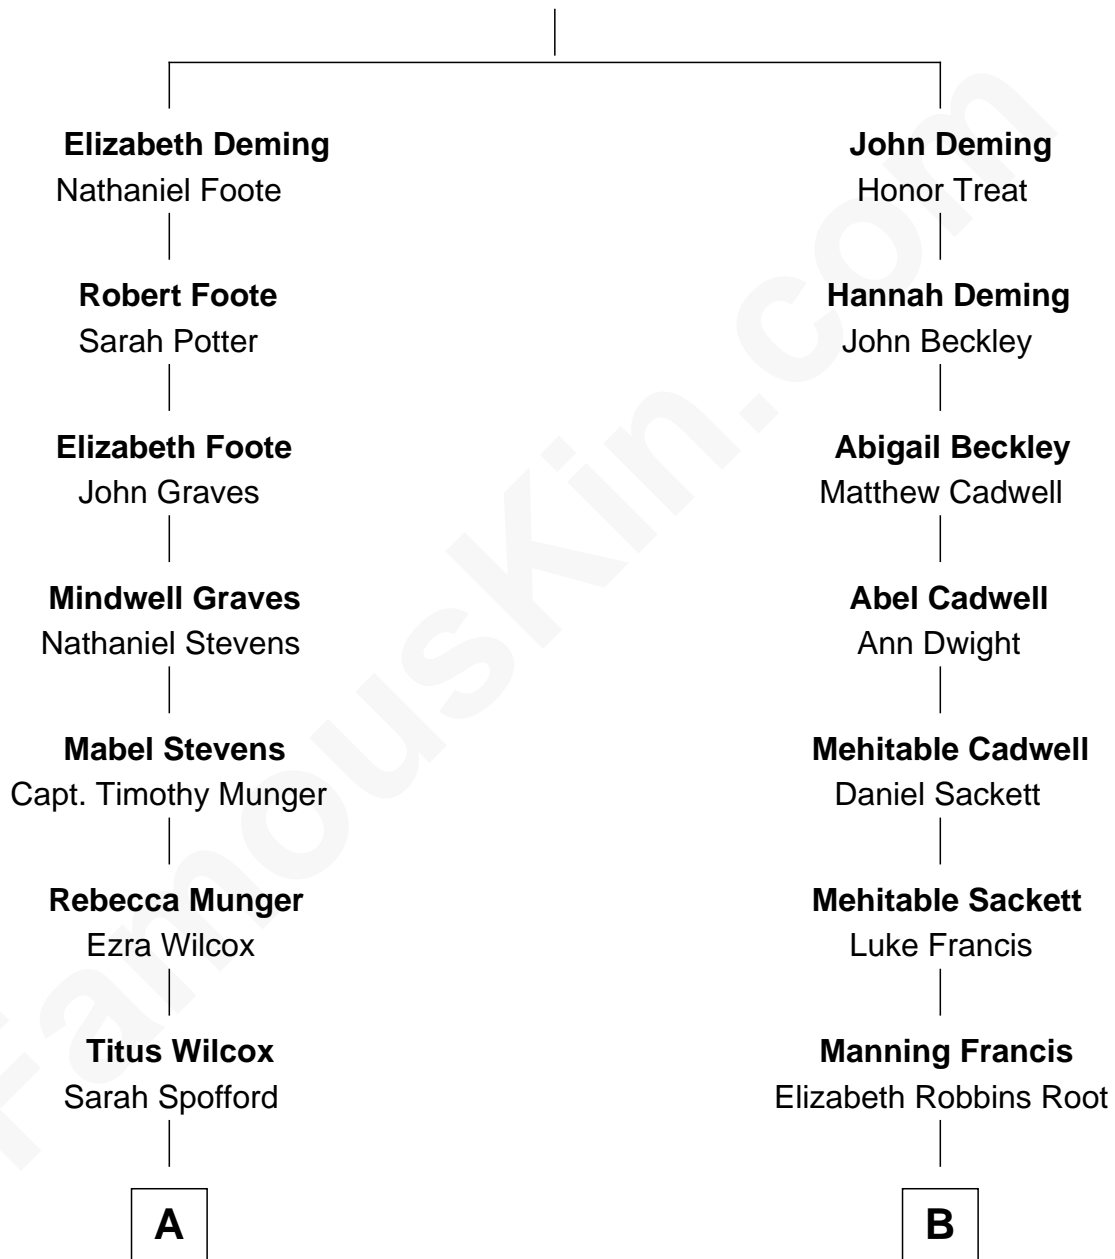 Elizabeth Deming
Nathaniel Foote
Robert Foote
Sarah Potter
Elizabeth Foote
John Graves
Mindwell Graves
Nathaniel Stevens
Mabel Stevens
Capt. Timothy Munger
Rebecca Munger
Ezra Wilcox
Titus Wilcox
Sarah Spofford
A
John Deming
Honor Treat
Hannah Deming
John Beckley
Abigail Beckley
Matthew Cadwell
Abel Cadwell
Ann Dwight
Mehitable Cadwell
Daniel Sackett
Mehitable Sackett
Luke Francis
Manning Francis
Elizabeth Robbins Root
B
FamousKin.com